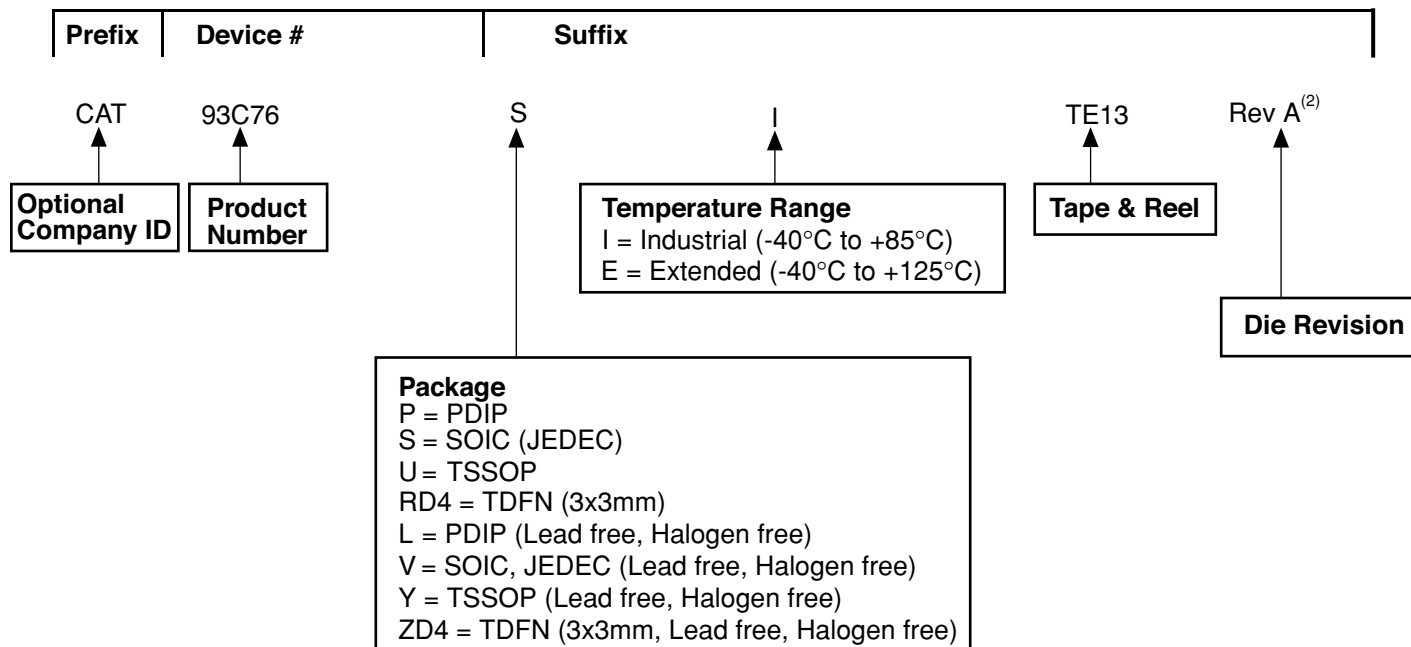 Prefix Device # Suffix
CAT 93C76 S I TE13 Rev A(2)
Optional
Company ID
Product
Number
Temperature Range
I = Industrial (-40°C to +85°C)
E = Extended (-40°C to +125°C)
Tape & Reel
Die Revision
Package
P = PDIP
S = SOIC (JEDEC)
U = TSSOP
RD4 = TDFN (3x3mm)
L = PDIP (Lead free, Halogen free)
V = SOIC, JEDEC (Lead free, Halogen free)
Y = TSSOP (Lead free, Halogen free)
ZD4 = TDFN (3x3mm, Lead free, Halogen free)